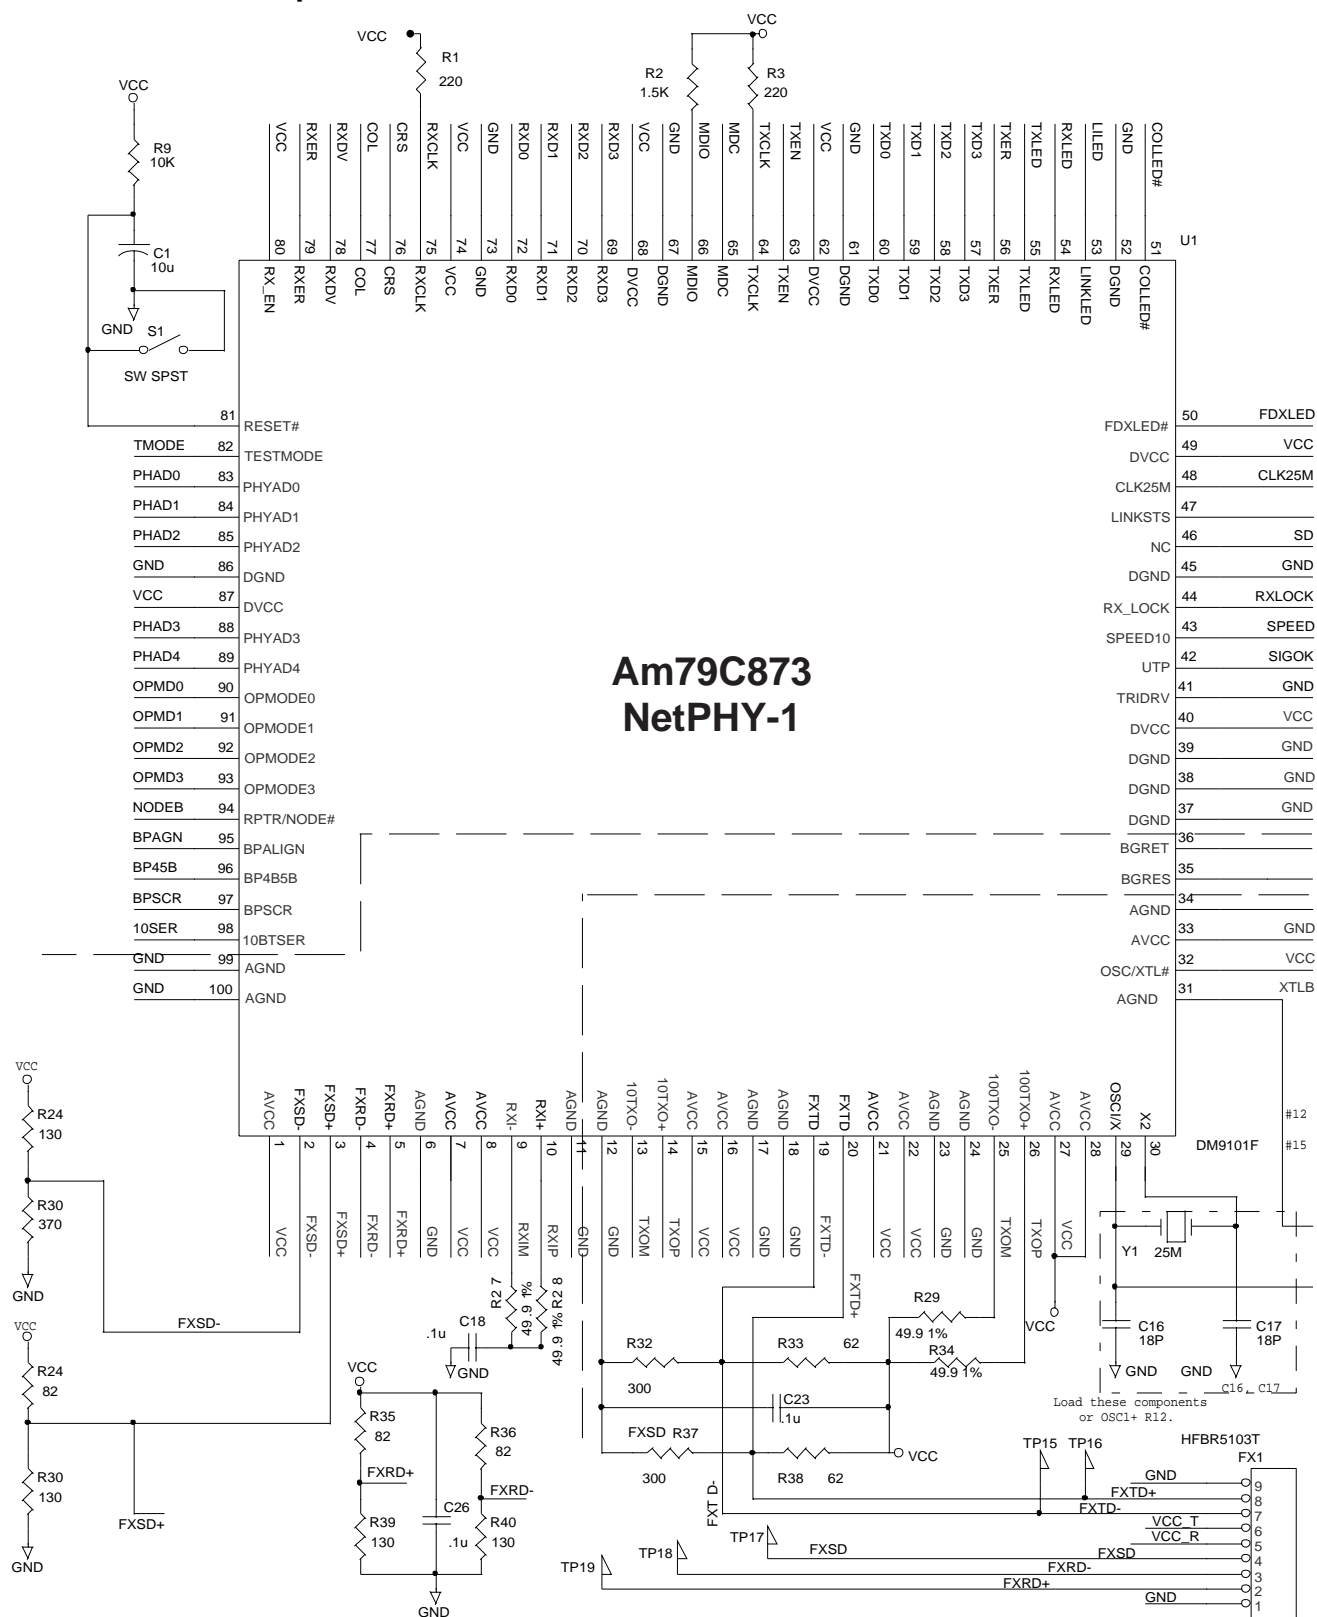 VCC
VCC
R1
220
R2
1.5K
R3
220
VCC
R9
10K
C1
10u
GND
S1
SW SPST
VCC
RXER
RXDV
COL
CRS
RXCLK
VCC
GND
RXD0
RXD1
RXD2
RXD3
VCC
GND
MDIO
MDC
TXCLK
TXEN
VCC
GND
TXD0
TXD1
TXD2
TXD3
TXER
TXLED
RXLED
LILED
GND
COLLED#
80
79
78
77
76
75
74
73
72
71
70
69
68
67
66
65
64
63
62
61
60
59
58
57
56
55
54
53
52
51
U1
RX_EN
RXER
RXDV
COL
CRS
RXCLK
VCC
GND
RXD0
RXD1
RXD2
RXD3
DVCC
DGND
MDIO
MDC
TXCLK
TXEN
DVCC
DGND
TXD0
TXD1
TXD2
TXD3
TXER
TXLED
RXLED
LINKLED
DGND
COLLED#
81 RESET#
TMODE 82 TESTMODE
PHAD0 83 PHYAD0
PHAD1 84 PHYAD1
PHAD2 85 PHYAD2
GND 86 DGND
VCC 87 DVCC
PHAD3 88 PHYAD3
PHAD4 89 PHYAD4
OPMD0 90 OPMODE0
OPMD1 91 OPMODE1
OPMD2 92 OPMODE2
OPMD3 93 OPMODE3
NODEB 94 RPTR/NODE#
BPAGN 95 BPALIGN
BP45B 96 BP4B5B
BPSCR 97 BPSCR
10SER 98 10BTSER
GND 99 AGND
GND 100 AGND
Am79C873
NetPHY-1
FDXLED# 50 FDXLED
DVCC 49 VCC
CLK25M 48 CLK25M
LINKSTS 47
NC 46 SD
DGND 45 GND
RX_LOCK 44 RXLOCK
SPEED10 43 SPEED
UTP 42 SIGOK
TRIDRV 41 GND
DVCC 40 VCC
DGND 39 GND
DGND 38 GND
DGND 37 GND
BGRET 36
BGRES 35
AGND 34
AVCC 33 GND
OSC/XTL# 32 VCC
AGND 31 XTLB
AVCC
FXSD-
FXSD+
FXRD-
FXRD+
AGND
AVCC
AVCC
RXI-
RXI+
AGND
AGND
10TXO-
10TXO+
AVCC
AVCC
AGND
AGND
FXTD
FXTD
AVCC
AVCC
AGND
AGND
100TXO-
100TXO+
AVCC
AVCC
OSCI/X
X2
1
2
3
4
5
6
7
8
9
10
11
12
13
14
15
16
17
18
19
20
21
22
23
24
25
26
27
28
29
30
DM9101F
#12
#15
VCC
FXSD-
FXSD+
FXRD-
FXRD+
GND
VCC
VCC
RXIM
RXIP
GND
GND
TXOM
TXOP
VCC
VCC
GND
GND
FXTD-
FXTD+
VCC
VCC
GND
GND
TXOM
TXOP
VCC
VCC
R24
130
R30
370
GND
FXSD-
VCC
R24
82
R30
130
GND
FXSD+
R27
49.9 1%
R28
49.9 1%
C18
.1u
GND
VCC
R35
82
FXRD+
R39
130
C26
.1u
R36
82
FXRD-
R40
130
GND
R32
300
R33 62
R29
49.9 1%
R34
49.9 1%
C23
.1u
FXSD R37
300
R38 62
VCC
VCC
FXT D-
Y1 25M
C16
18P
C17
18P
GND
GND
C16, C17
Load these components
or OSC1+ R12.
HFBR5103T
FX1
TP15
TP16
TP17
TP18
TP19
GND 9
FXTD+ 8
FXTD- 7
VCC_T 6
VCC_R 5
FXSD FXSD 4
FXRD- 3
FXRD+ 2
GND 1